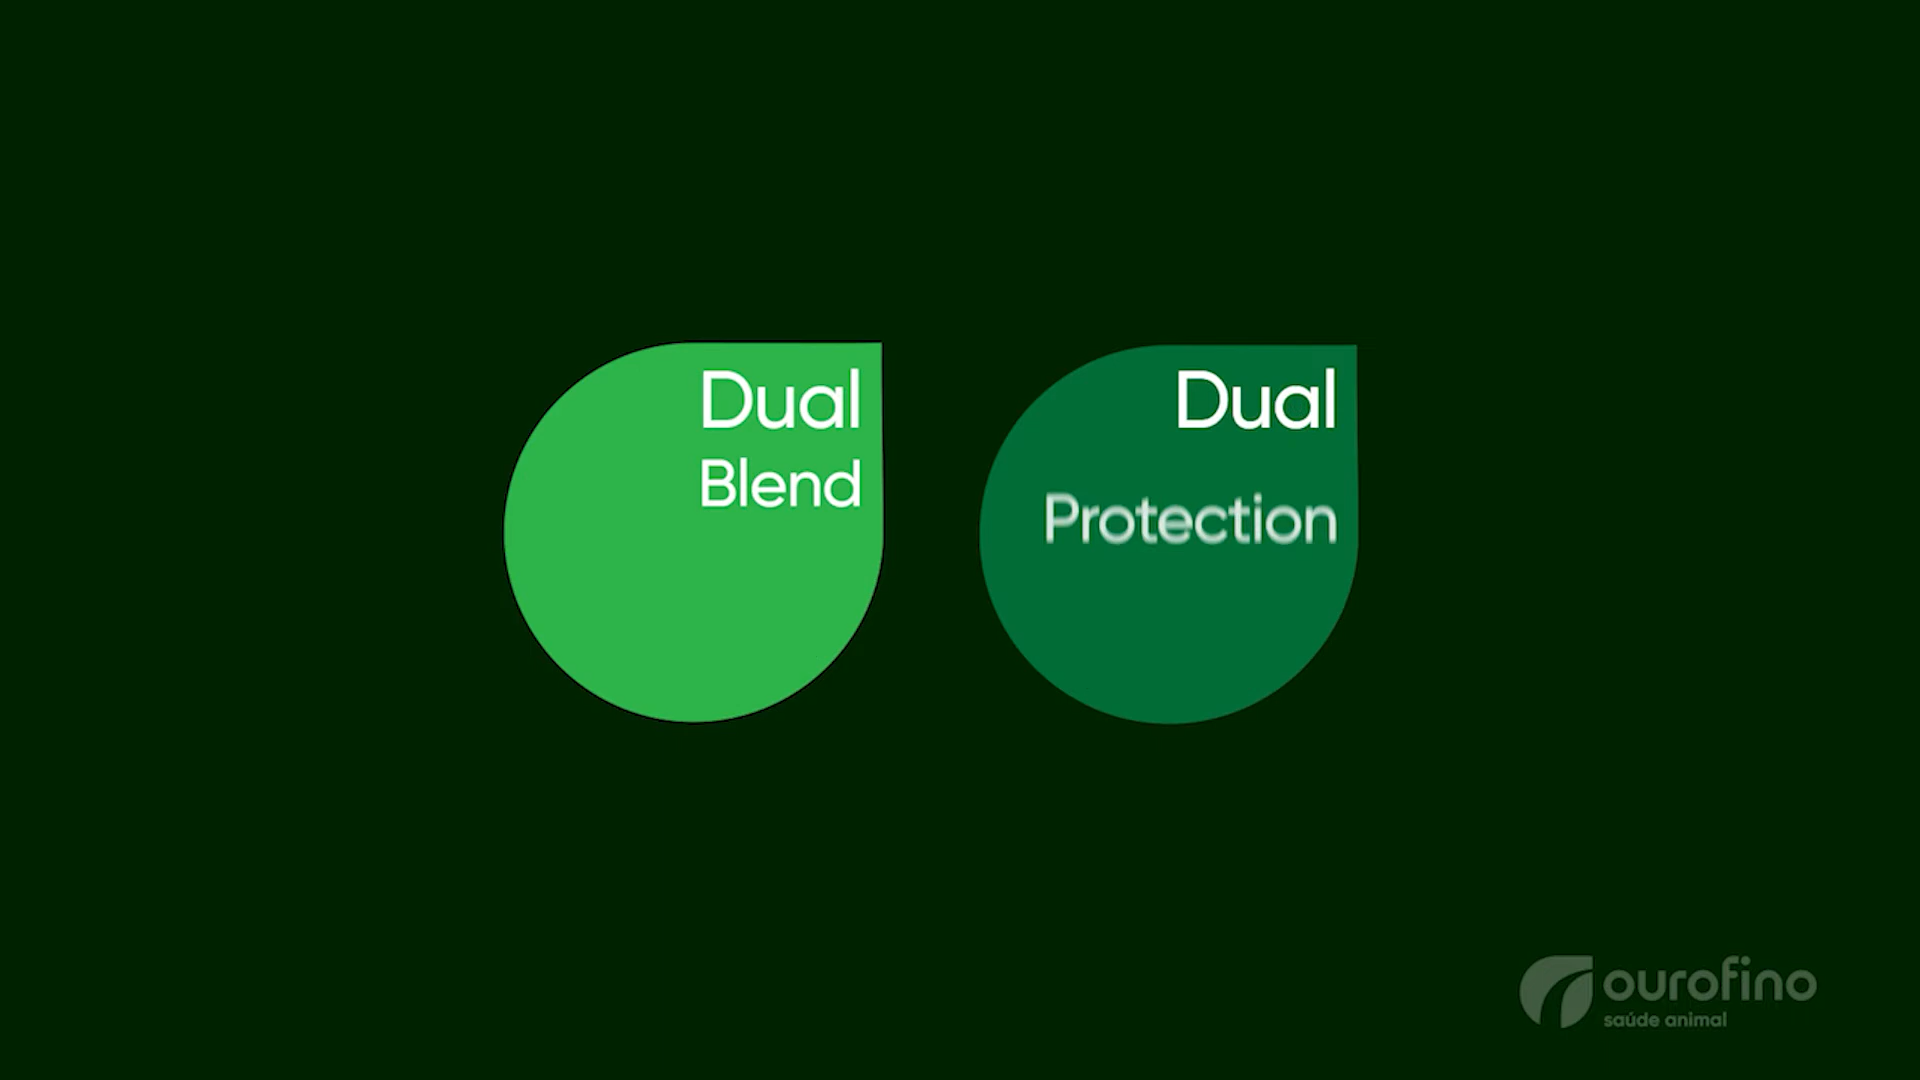 Dual
Blend
Dual
Protection
ourofino
saúde animal